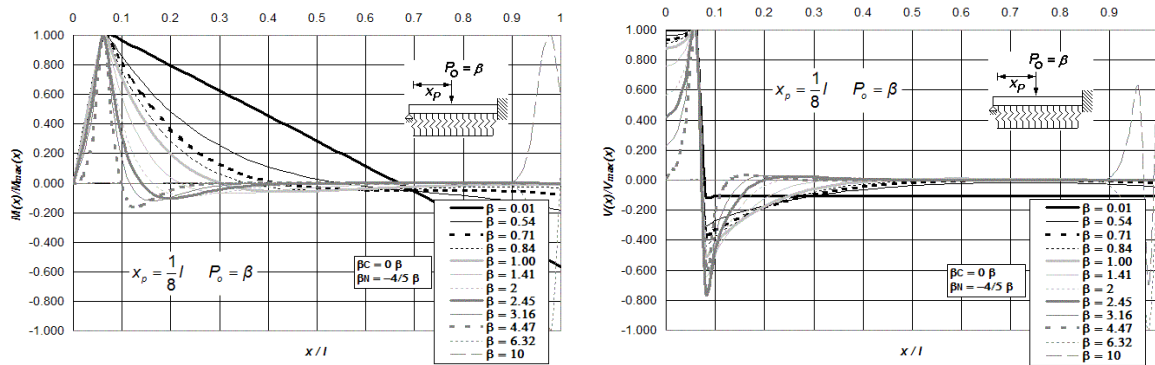 0 0.1 0.2 0.3 0.4 0.5 0.6 0.7 0.8 0.9 1
1.000
0.800
0.600
0.400
0.200
0.000
-0.200
-0.400
-0.600
-0.800
-1.000
M(x)/Mmax(x)
x / l
Po = β
xP
xp = 1/8 l Po = β
βC = 0 β
βN = -4/5 β
β = 0.01
β = 0.54
β = 0.71
β = 0.84
β = 1.00
β = 1.41
β = 2
β = 2.45
β = 3.16
β = 4.47
β = 6.32
β = 10
0 0.1 0.2 0.3 0.4 0.5 0.6 0.7 0.8 0.9
1.000
0.800
0.600
0.400
0.200
0.000
-0.200
-0.400
-0.600
-0.800
-1.000
V(x)/Vmax(x)
x / l
Po = β
xP
xp = 1/8 l Po = β
βC = 0 β
βN = -4/5 β
β = 0.01
β = 0.54
β = 0.71
β = 0.84
β = 1.00
β = 1.41
β = 2
β = 2.45
β = 3.16
β = 4.47
β = 6.32
β = 10